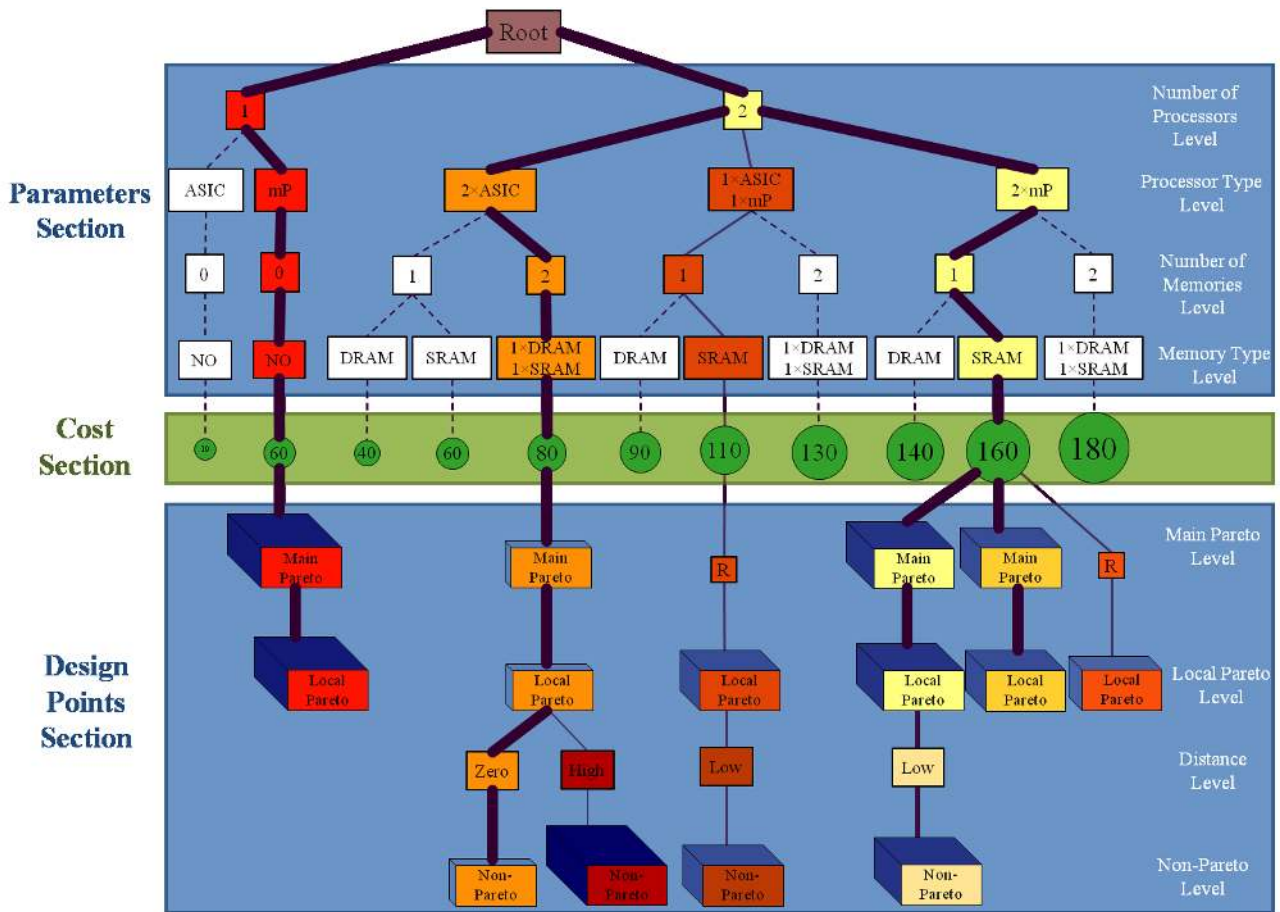 Root
Number of
Processors
Level
1
2
Parameters
Section
ASIC
mP
2×ASIC
1×ASIC
1×mP
2×mP
Processor Type
Level
0
0
1
2
1
2
1
2
Number of
Memories
Level
NO
NO
DRAM
SRAM
1×DRAM
1×SRAM
DRAM
SRAM
1×DRAM
1×SRAM
DRAM
SRAM
1×DRAM
1×SRAM
Memory Type
Level
Cost
Section
10
60
40
60
80
90
110
130
140
160
180
Design
Points
Section
Main
Pareto
Main
Pareto
R
Main
Pareto
Main
Pareto
R
Main Pareto
Level
Local
Pareto
Local
Pareto
Local
Pareto
Local
Pareto
Local
Pareto
Local
Pareto
Local Pareto
Level
Zero
High
Low
Low
Distance
Level
Non-
Pareto
Non-
Pareto
Non-
Pareto
Non-
Pareto
Non-Pareto
Level